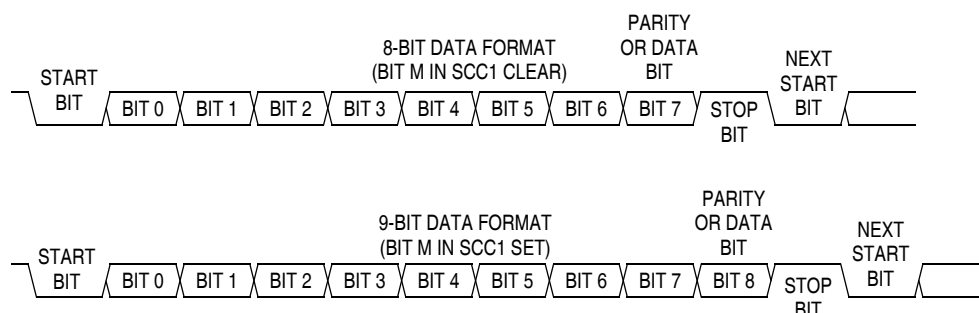 8-BIT DATA FORMAT
(BIT M IN SCC1 CLEAR)
PARITY
OR DATA
BIT
START
BIT
BIT 0
BIT 1
BIT 2
BIT 3
BIT 4
BIT 5
BIT 6
BIT 7
STOP
BIT
NEXT
START
BIT
9-BIT DATA FORMAT
(BIT M IN SCC1 SET)
PARITY
OR DATA
BIT
START
BIT
BIT 0
BIT 1
BIT 2
BIT 3
BIT 4
BIT 5
BIT 6
BIT 7
BIT 8
STOP
BIT
NEXT
START
BIT